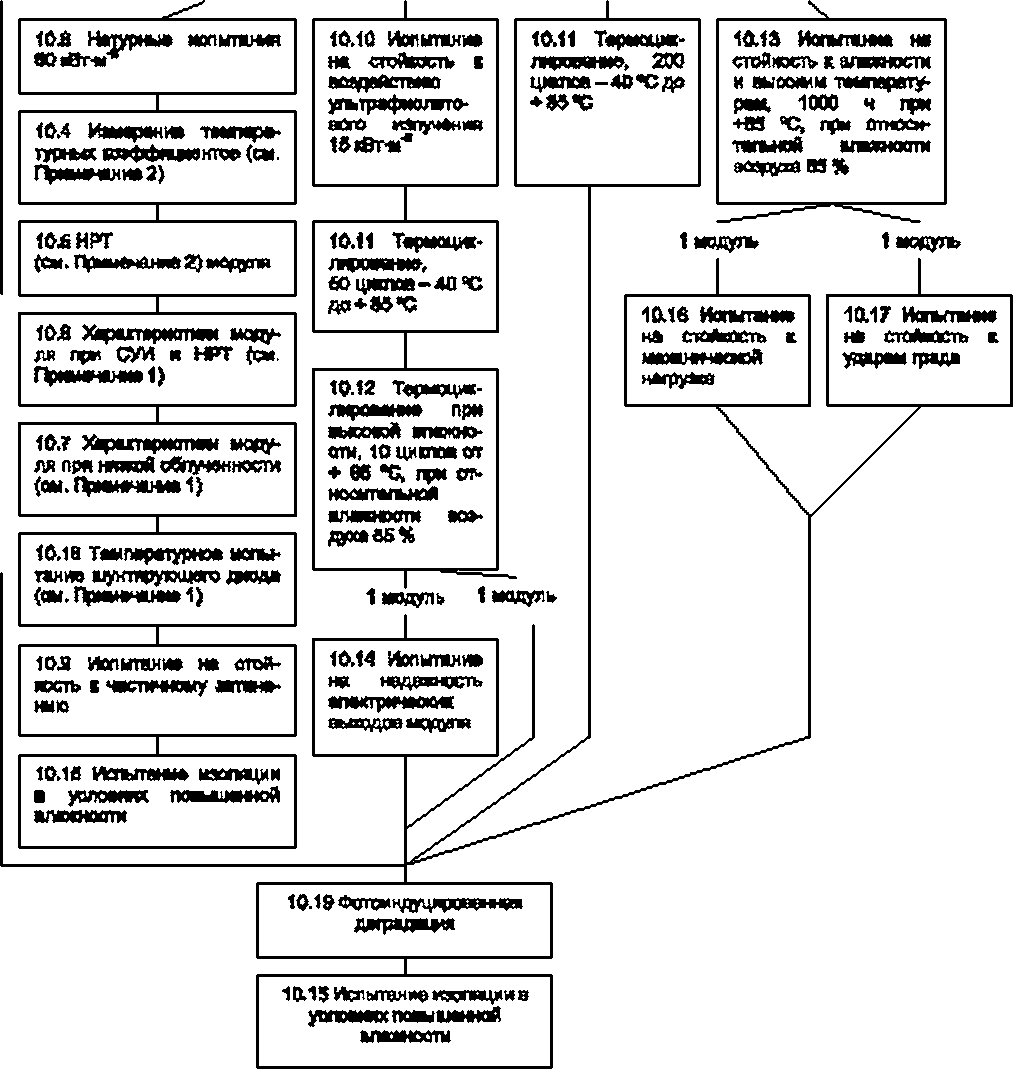 10.8 Натурные испытания
60 кВт·м⁻²
10.4 Измерение темпера-
турных коэффициентов (см.
Примечание 2)
10.6 НРТ
(см. Примечание 2) модуля
10.6 Характеристики моду-
ля при СУИ и НРТ (см.
Примечание 1)
10.7 Характеристики моду-
ля при низкой облученности
(см. Примечание 1)
10.18 Температурное испы-
тание шунтирующего диода
(см. Примечание 1)
10.9 Испытание на стой-
кость к частичному затене-
нию
10.15 Испытание изоляции
в условиях повышенной
влажности
10.10 Испытание
на стойкость к
воздействию
ультрафиолето-
вого излучения
15 кВт·м⁻²
10.11 Термоцик-
лирование,
50 циклов – 40 °С
до + 85 °С
10.12 Термоцик-
лирование при
высокой влажно-
сти, 10 циклов от
+ 85 °С, при от-
носительной
влажности воз-
духа 85 %
1 модуль 1 модуль
10.14 Испытание
на надежность
электрических
выходов модуля
10.11 Термоцик-
лирование, 200
циклов – 40 °С до
+ 85 °С
10.13 Испытание на
стойкость к влажности
и высоким температу-
рам, 1000 ч при
+85 °С, при относи-
тельной влажности
воздуха 85 %
1 модуль 1 модуль
10.16 Испытание
на стойкость к
механической
нагрузке
10.17 Испытание
на стойкость к
ударам града
10.19 Фотоиндуцированная
деградация
10.15 Испытание изоляции в
условиях повышенной
влажности